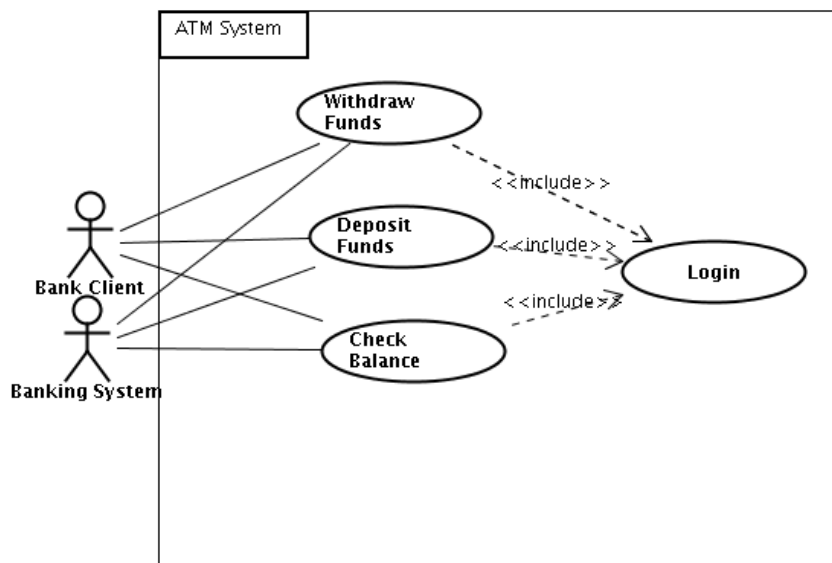 ATM System
Withdraw
Funds
<<include>>
Deposit
Funds
<<include>>
Login
Bank Client
<<include>>
Check
Balance
Banking System